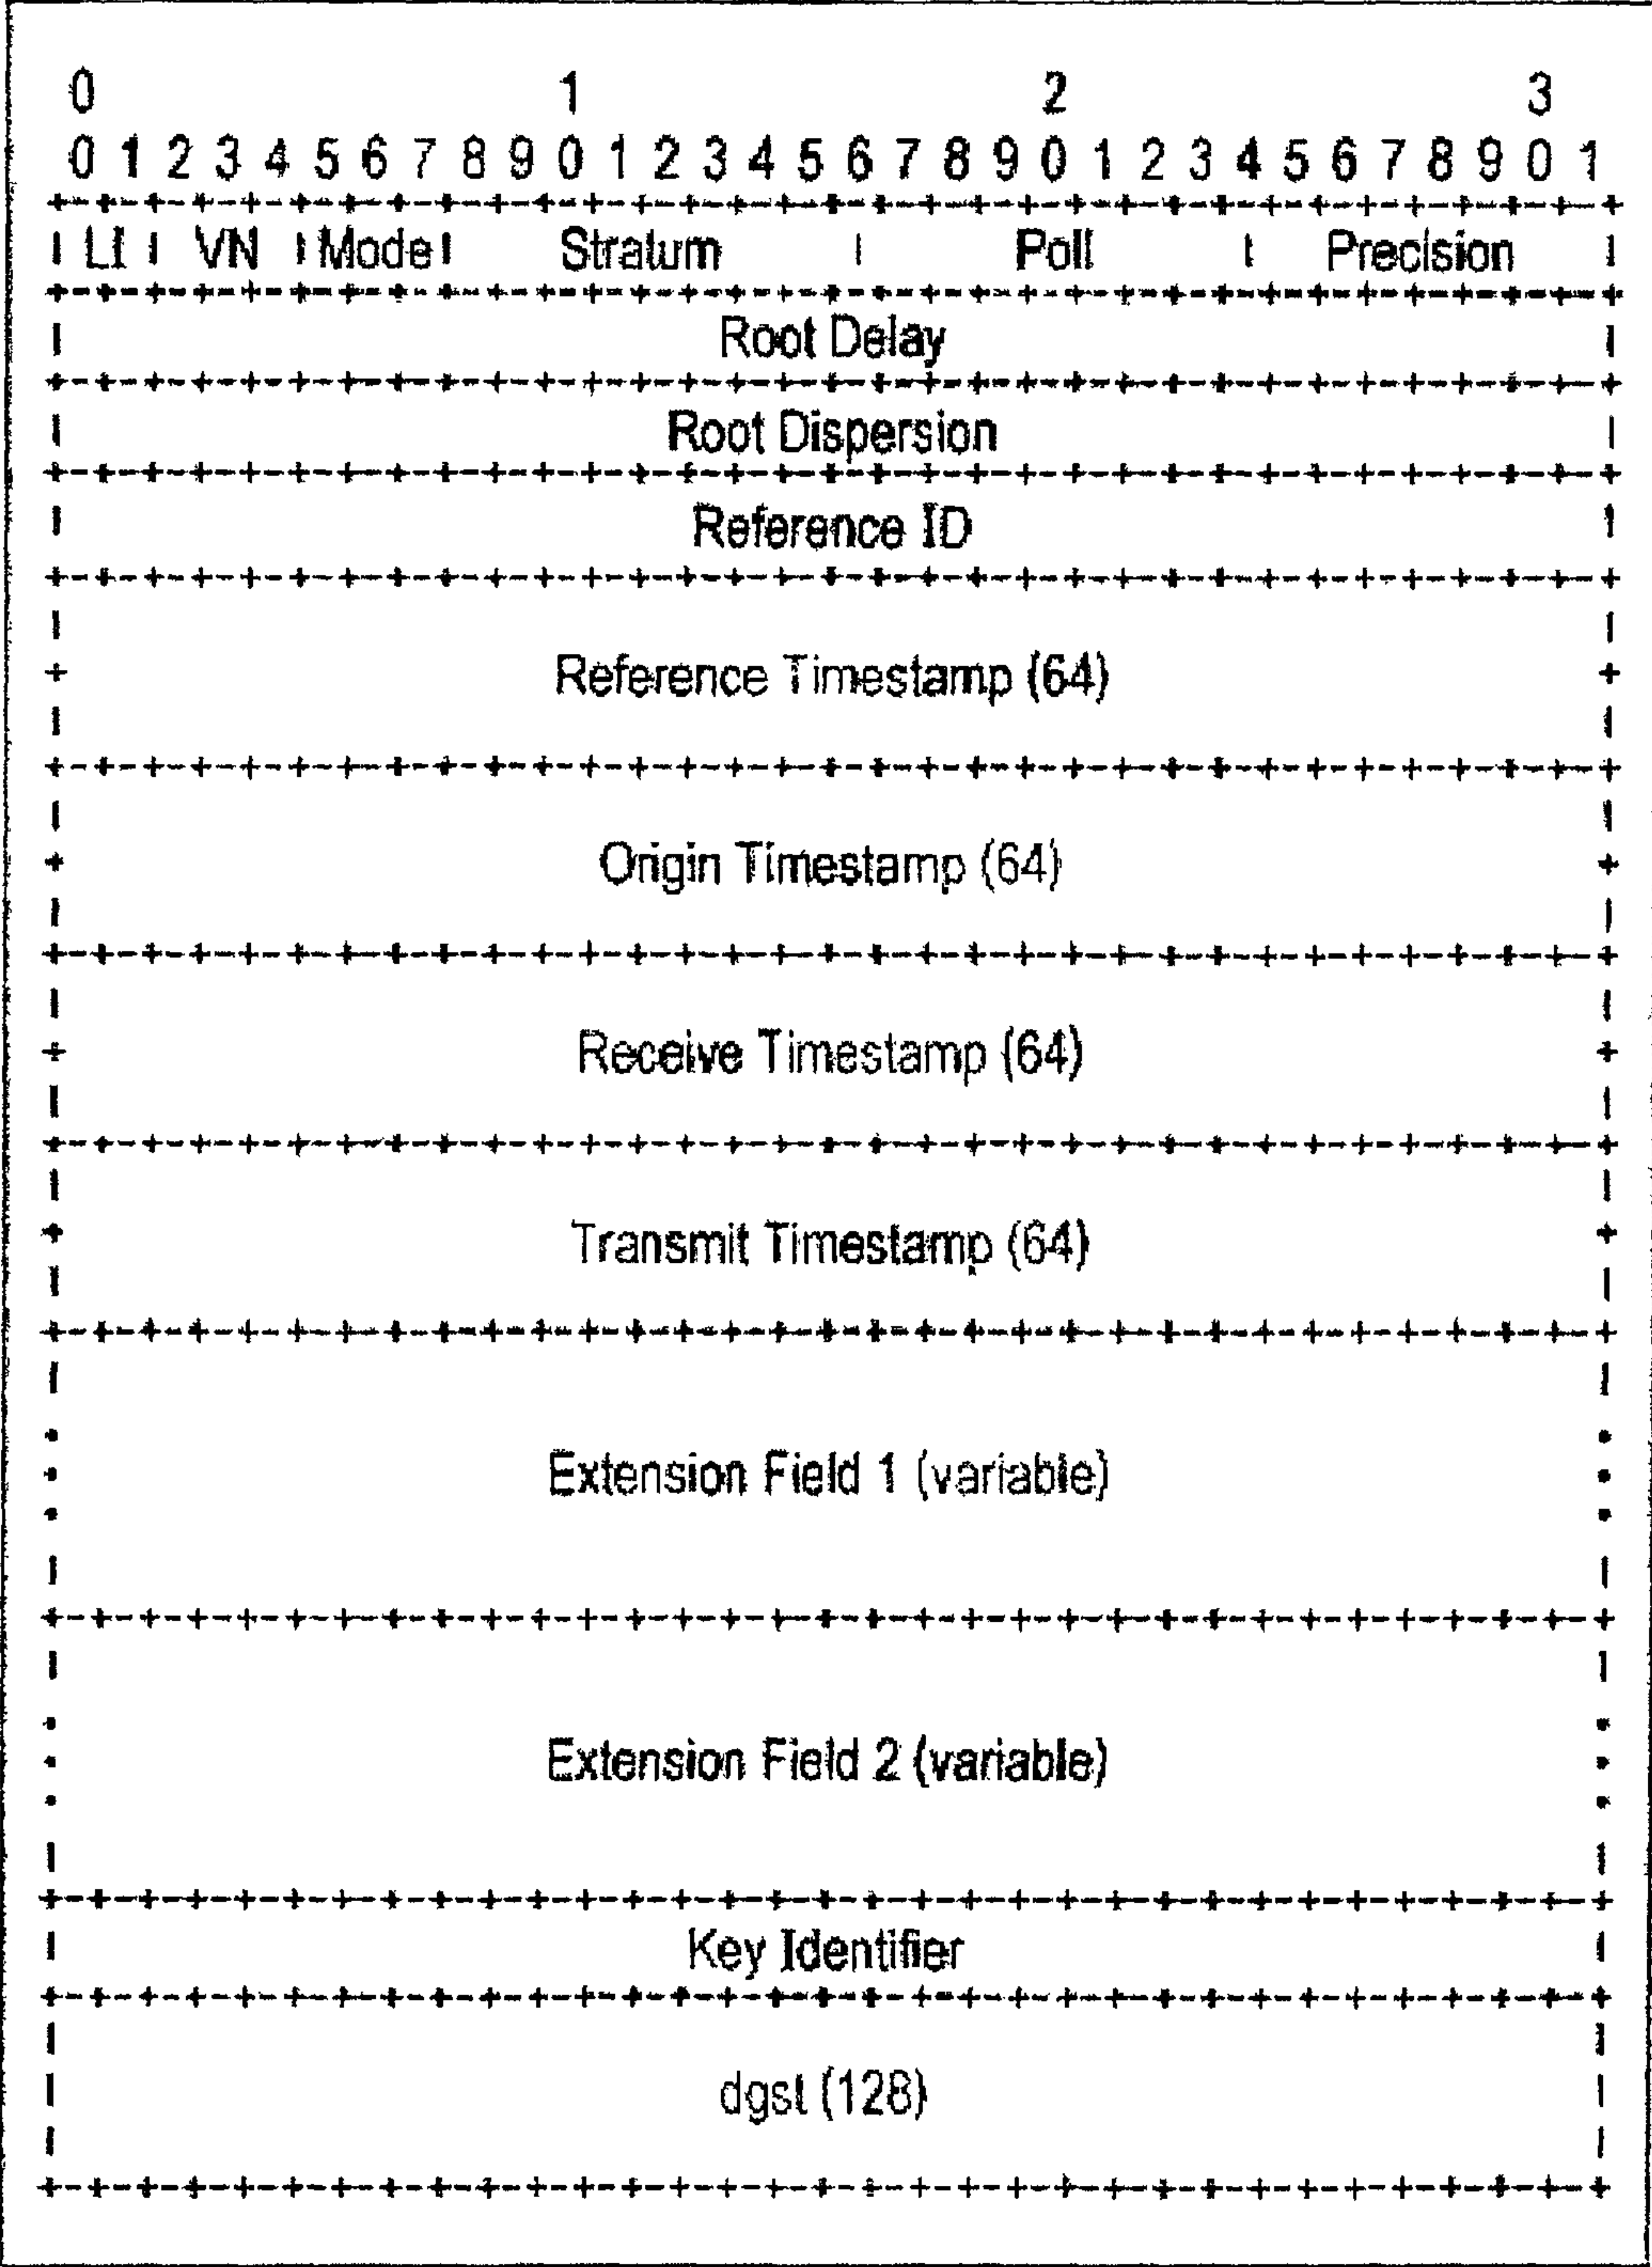 0 1 2 3
0 1 2 3 4 5 6 7 8 9 0 1 2 3 4 5 6 7 8 9 0 1 2 3 4 5 6 7 8 9 0 1
+-+-+-+-+-+-+-+-+-+-+-+-+-+-+-+-+-+-+-+-+-+-+-+-+-+-+-+-+-+-+-+-+
| LI | VN | Mode | Stratum | Poll | Precision |
+-+-+-+-+-+-+-+-+-+-+-+-+-+-+-+-+-+-+-+-+-+-+-+-+-+-+-+-+-+-+-+-+
| Root Delay |
+-+-+-+-+-+-+-+-+-+-+-+-+-+-+-+-+-+-+-+-+-+-+-+-+-+-+-+-+-+-+-+-+
| Root Dispersion |
+-+-+-+-+-+-+-+-+-+-+-+-+-+-+-+-+-+-+-+-+-+-+-+-+-+-+-+-+-+-+-+-+
| Reference ID |
+-+-+-+-+-+-+-+-+-+-+-+-+-+-+-+-+-+-+-+-+-+-+-+-+-+-+-+-+-+-+-+-+
| |
+ Reference Timestamp (64) +
| |
+-+-+-+-+-+-+-+-+-+-+-+-+-+-+-+-+-+-+-+-+-+-+-+-+-+-+-+-+-+-+-+-+
| |
+ Origin Timestamp (64) +
| |
+-+-+-+-+-+-+-+-+-+-+-+-+-+-+-+-+-+-+-+-+-+-+-+-+-+-+-+-+-+-+-+-+
| |
+ Receive Timestamp (64) +
| |
+-+-+-+-+-+-+-+-+-+-+-+-+-+-+-+-+-+-+-+-+-+-+-+-+-+-+-+-+-+-+-+-+
| |
+ Transmit Timestamp (64) +
| |
+-+-+-+-+-+-+-+-+-+-+-+-+-+-+-+-+-+-+-+-+-+-+-+-+-+-+-+-+-+-+-+-+
| |
. .
. Extension Field 1 (variable) .
. .
| |
+-+-+-+-+-+-+-+-+-+-+-+-+-+-+-+-+-+-+-+-+-+-+-+-+-+-+-+-+-+-+-+-+
| |
. .
. Extension Field 2 (variable) .
. .
| |
+-+-+-+-+-+-+-+-+-+-+-+-+-+-+-+-+-+-+-+-+-+-+-+-+-+-+-+-+-+-+-+-+
| Key Identifier |
+-+-+-+-+-+-+-+-+-+-+-+-+-+-+-+-+-+-+-+-+-+-+-+-+-+-+-+-+-+-+-+-+
| |
| dgst (128) |
| |
+-+-+-+-+-+-+-+-+-+-+-+-+-+-+-+-+-+-+-+-+-+-+-+-+-+-+-+-+-+-+-+-+